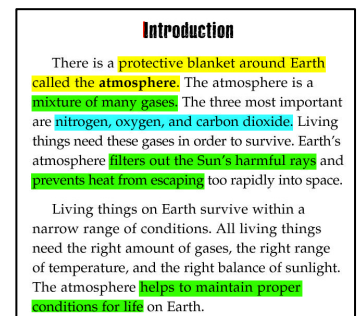 Introduction
There is a protective blanket around Earth
called the atmosphere. The atmosphere is a
mixture of many gases. The three most important
are nitrogen, oxygen, and carbon dioxide. Living
things need these gases in order to survive. Earth's
atmosphere filters out the Sun's harmful rays and
prevents heat from escaping too rapidly into space.
Living things on Earth survive within a
narrow range of conditions. All living things
need the right amount of gases, the right range
of temperature, and the right balance of sunlight.
The atmosphere helps to maintain proper
conditions for life on Earth.